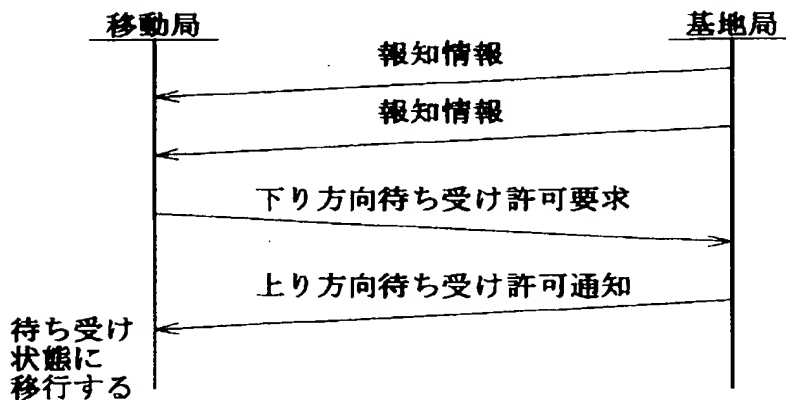 移動局
基地局
報知情報
報知情報
下り方向待ち受け許可要求
上り方向待ち受け許可通知
待ち受け
状態に
移行する